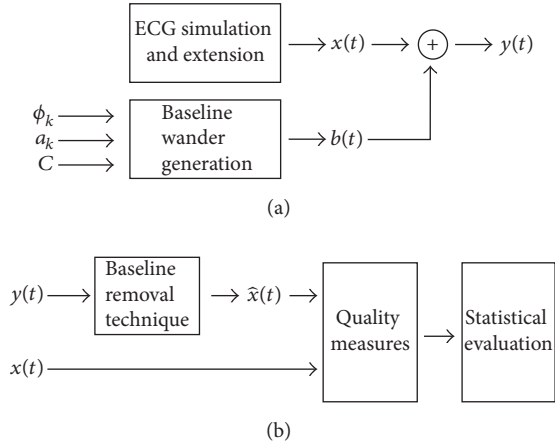 ECG simulation
and extension
x(t)
+
y(t)
ϕₖ
aₖ
C
Baseline
wander
generation
b(t)
(a)
y(t)
Baseline
removal
technique
x̂(t)
x(t)
Quality
measures
Statistical
evaluation
(b)